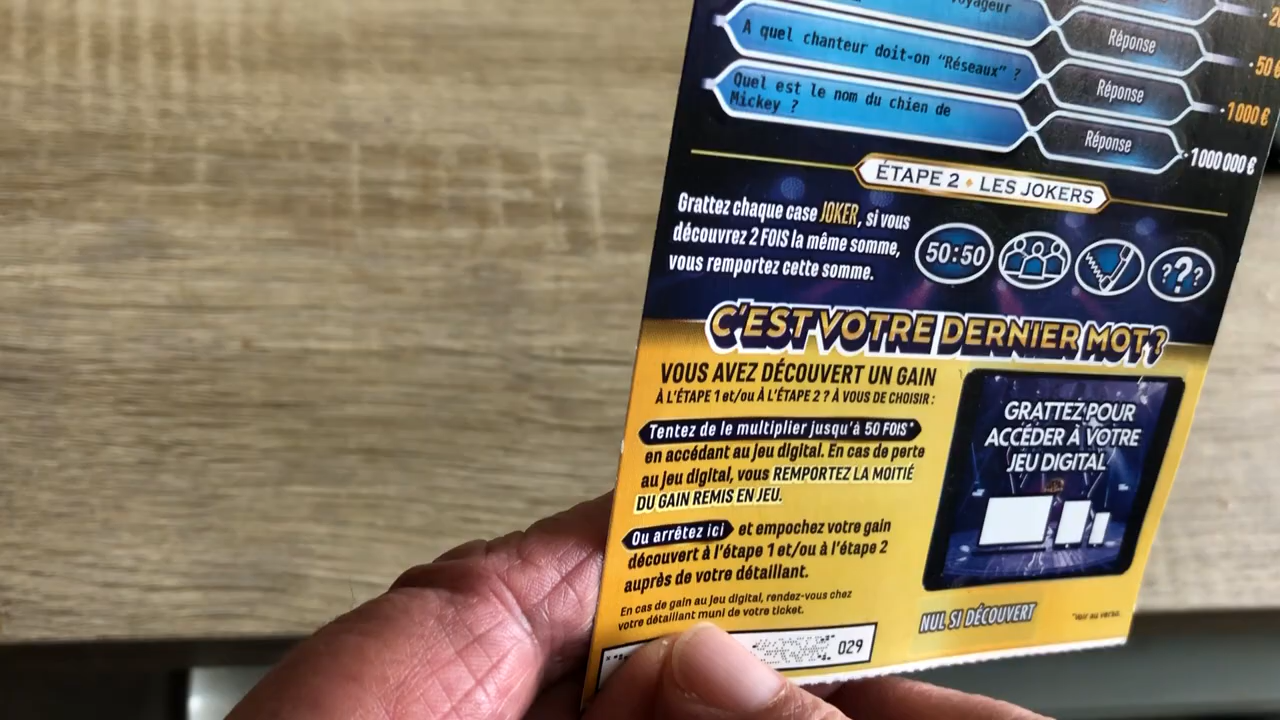 oyageur
A quel chanteur doit-on "Réseaux" ?
Réponse
50€
Quel est le nom du chien de
Mickey ?
Réponse
1 000 €
Réponse
1 000 000 €
ÉTAPE 2 • LES JOKERS
Grattez chaque case JOKER, si vous
découvrez 2 FOIS la même somme,
vous remportez cette somme.
50:50
???
C'EST VOTRE DERNIER MOT ?
VOUS AVEZ DÉCOUVERT UN GAIN
À L'ÉTAPE 1 et/ou À L'ÉTAPE 2 ? À VOUS DE CHOISIR :
Tentez de le multiplier jusqu'à 50 FOIS*
en accédant au jeu digital. En cas de perte
au jeu digital, vous REMPORTEZ LA MOITIÉ
DU GAIN REMIS EN JEU.
Ou arrêtez ici et empochez votre gain
découvert à l'étape 1 et/ou à l'étape 2
auprès de votre détaillant.
En cas de gain au jeu digital, rendez-vous chez
votre détaillant muni de votre ticket.
029
GRATTEZ POUR
ACCÉDER À VOTRE
JEU DIGITAL
NUL SI DÉCOUVERT
*Voir au verso.